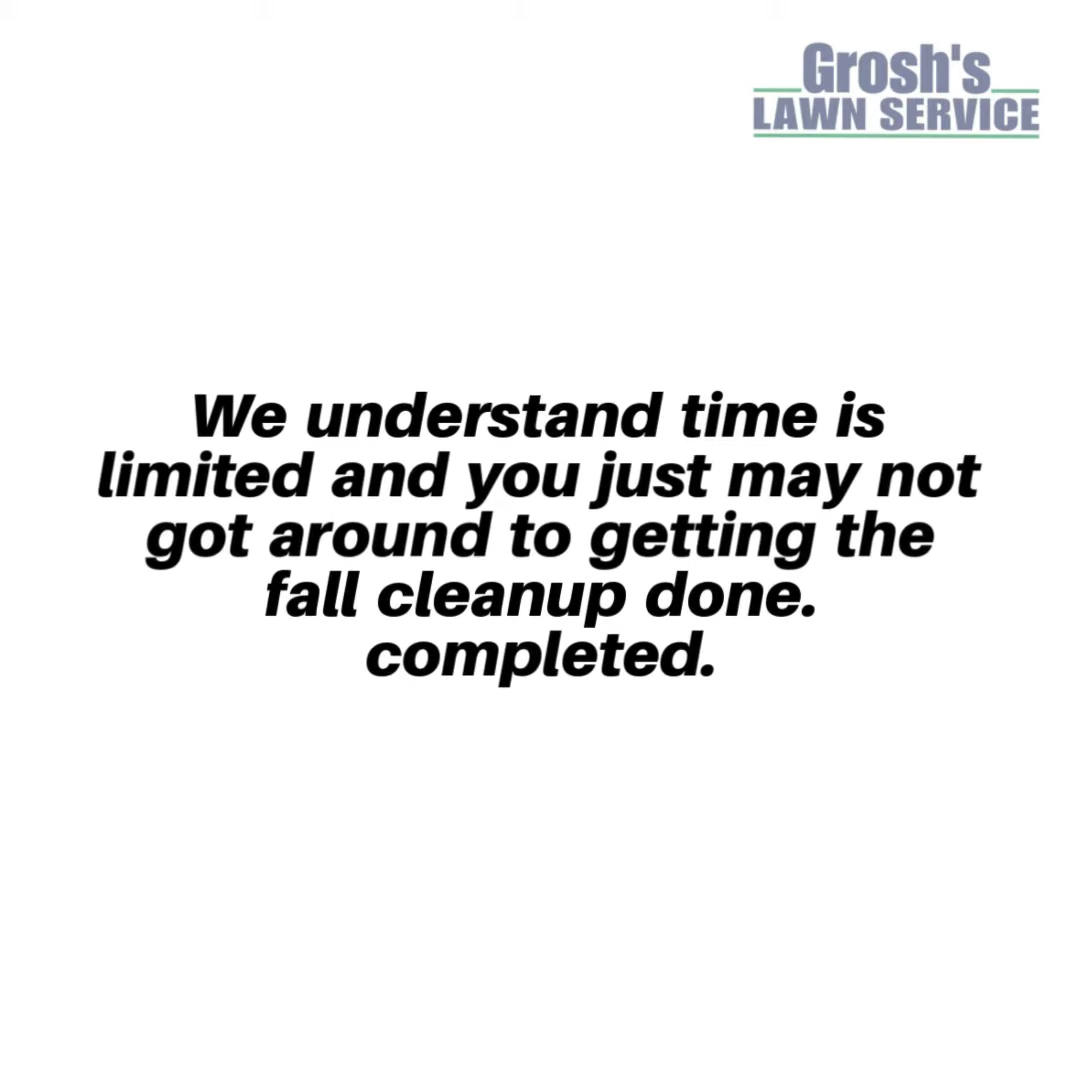 Grosh's
LAWN SERVICE
We understand time is
limited and you just may not
got around to getting the
fall cleanup done.
completed.